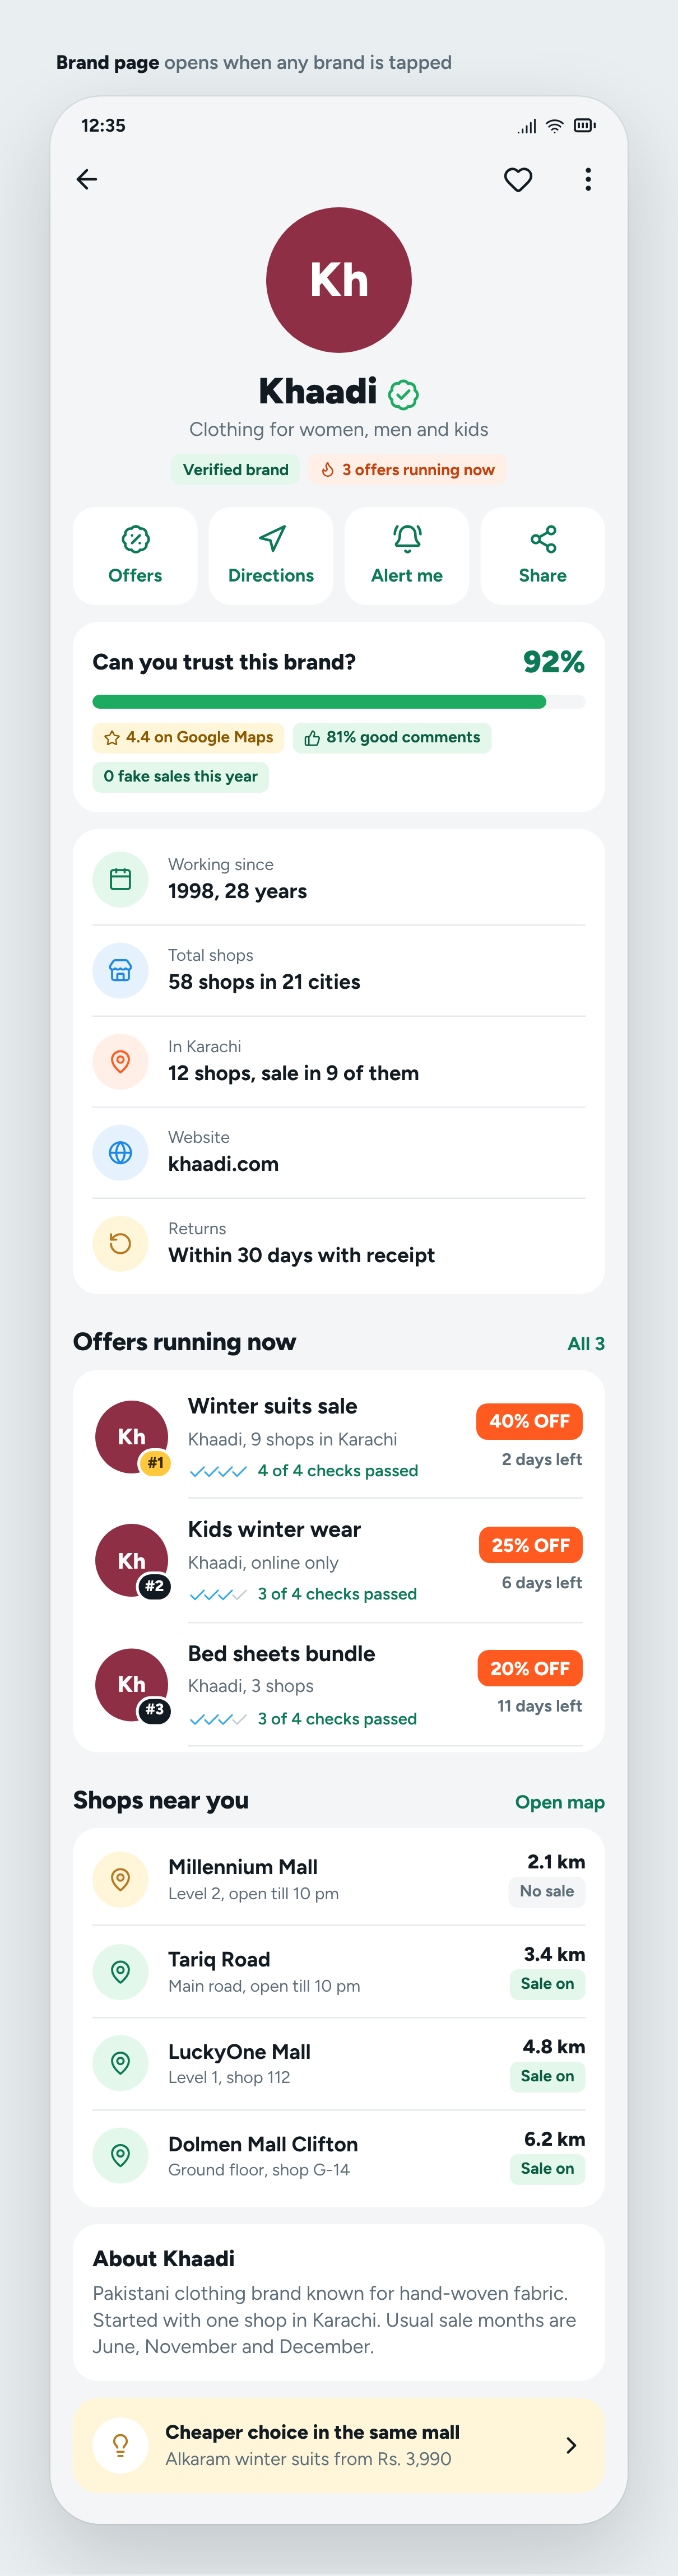 Brand page opens when any brand is tapped
12:35
Kh
Khaadi
Clothing for women, men and kids
Verified brand
3 offers running now
Offers
Directions
Alert me
Share
Can you trust this brand?
92%
4.4 on Google Maps
81% good comments
0 fake sales this year
Working since
1998, 28 years
Total shops
58 shops in 21 cities
In Karachi
12 shops, sale in 9 of them
Website
khaadi.com
Returns
Within 30 days with receipt
Offers running now
All 3
Kh
#1
Winter suits sale
Khaadi, 9 shops in Karachi
4 of 4 checks passed
40% OFF
2 days left
Kh
#2
Kids winter wear
Khaadi, online only
3 of 4 checks passed
25% OFF
6 days left
Kh
#3
Bed sheets bundle
Khaadi, 3 shops
3 of 4 checks passed
20% OFF
11 days left
Shops near you
Open map
Millennium Mall
Level 2, open till 10 pm
2.1 km
No sale
Tariq Road
Main road, open till 10 pm
3.4 km
Sale on
LuckyOne Mall
Level 1, shop 112
4.8 km
Sale on
Dolmen Mall Clifton
Ground floor, shop G-14
6.2 km
Sale on
About Khaadi
Pakistani clothing brand known for hand-woven fabric.
Started with one shop in Karachi. Usual sale months are
June, November and December.
Cheaper choice in the same mall
Alkaram winter suits from Rs. 3,990